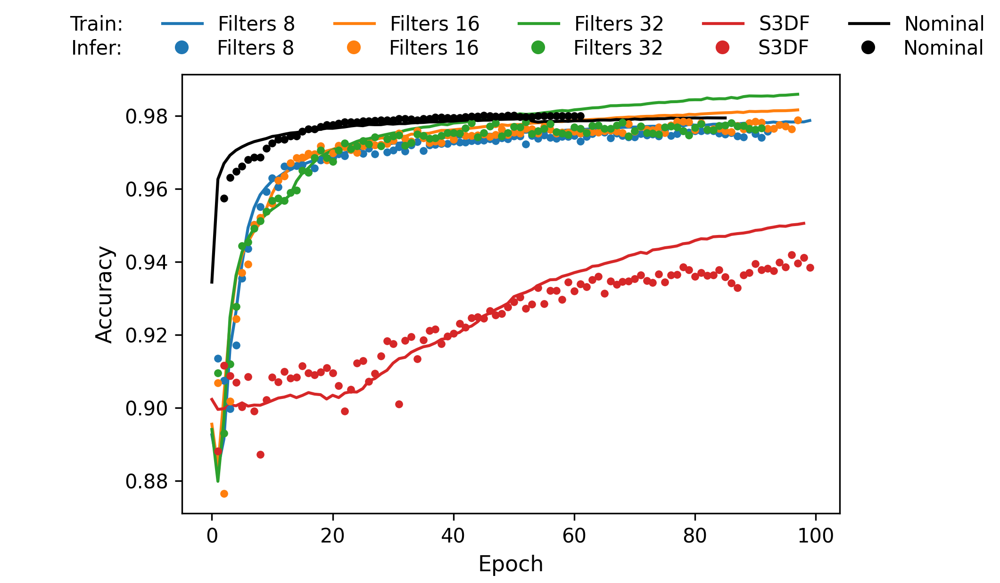 Train: Filters 8 Filters 16 Filters 32 S3DF Nominal
Infer: Filters 8 Filters 16 Filters 32 S3DF Nominal
0.98
0.96
0.94
0.92
0.90
0.88
Accuracy
0 20 40 60 80 100
Epoch